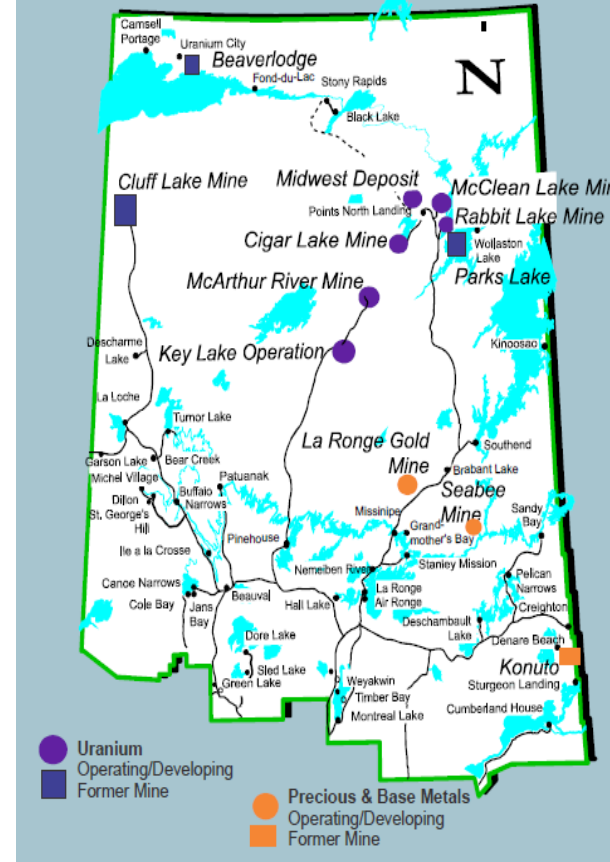 Camsell
Portage
Uranium City
Beaverlodge
Fond-du-Lac
Stony Rapids
Black Lake
N
Cluff Lake Mine
Midwest Deposit
McClean Lake Min
Points North Landing
Rabbit Lake Mine
Cigar Lake Mine
Wollaston
Lake
Parks Lake
McArthur River Mine
Descharme
Lake
Key Lake Operation
Kinoosao
La Loche
Turnor Lake
La Ronge Gold
Mine
Southend
Garson Lake
Bear Creek
Brabant Lake
Michel Village
Patuanak
Seabee
Mine
Dillon
Buffalo
Narrows
St. George's
Hill
Missinipe
Sandy
Bay
Grand-
mother's Bay
Pinehouse
Ile a la Crosse
Nemeiben River
Stanley Mission
Canoe Narrows
Beauval
Hall Lake
La Ronge
Air Ronge
Pelican
Narrows
Cole Bay
Jans
Bay
Deschambault
Lake
Creighton
Dore Lake
Denare Beach
Sled Lake
Konuto
Green Lake
Weyakwin
Sturgeon Landing
Timber Bay
Cumberland House
Montreal Lake
Uranium
Operating/Developing
Former Mine
Precious & Base Metals
Operating/Developing
Former Mine